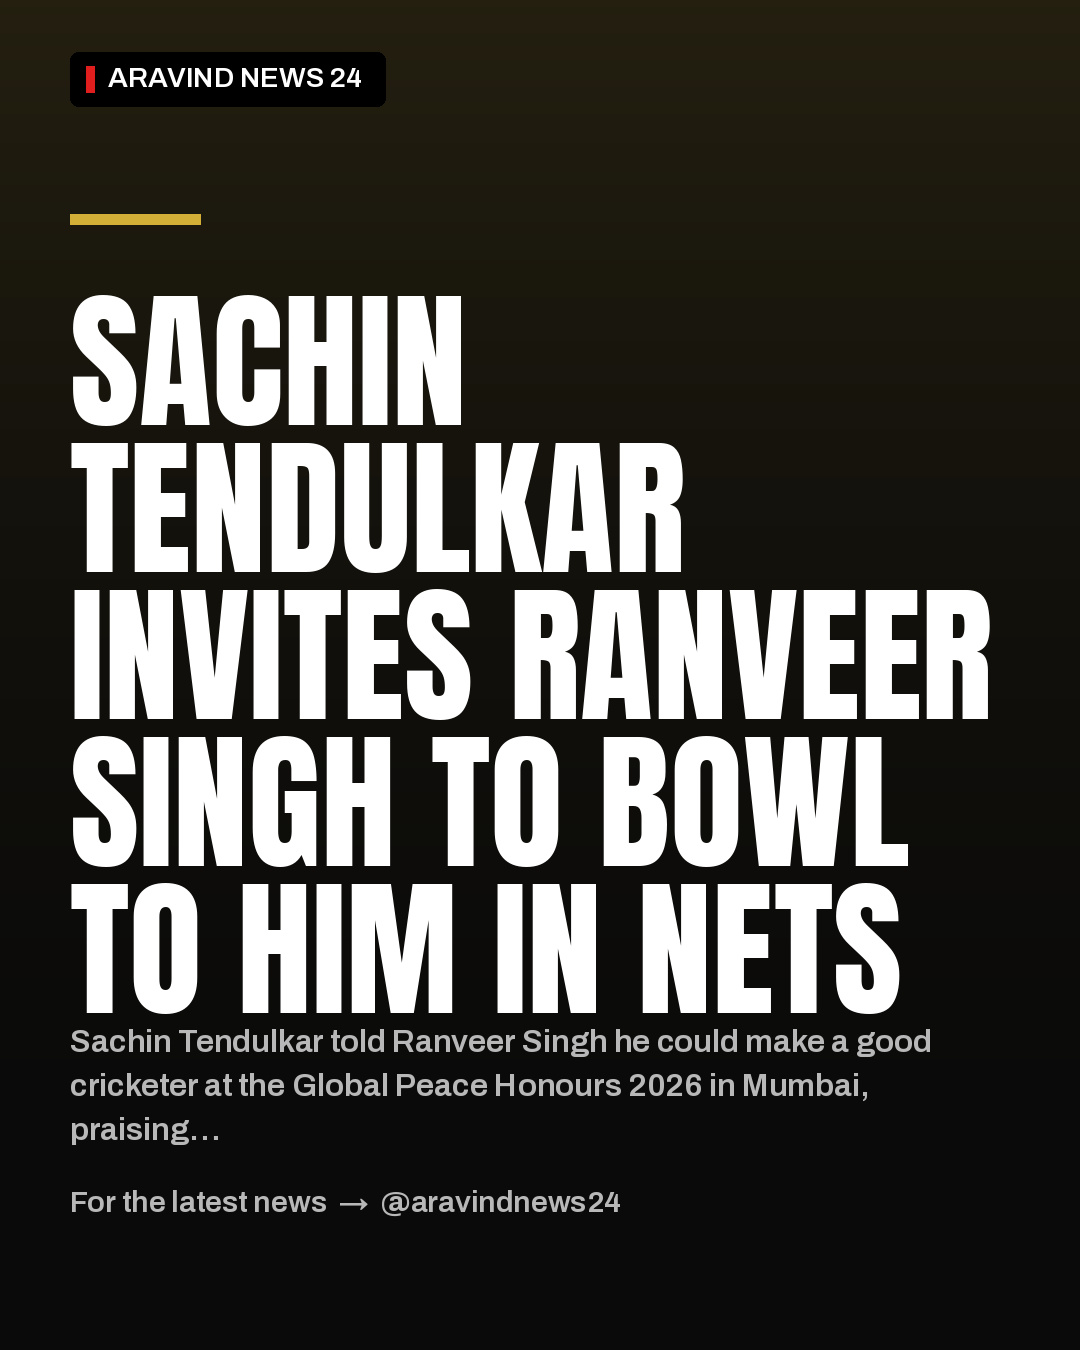 ARAVIND NEWS 24
SACHIN
TENDULKAR
INVITES RANVEER
SINGH TO BOWL
TO HIM IN NETS
Sachin Tendulkar told Ranveer Singh he could make a good
cricketer at the Global Peace Honours 2026 in Mumbai,
praising...
For the latest news → @aravindnews24